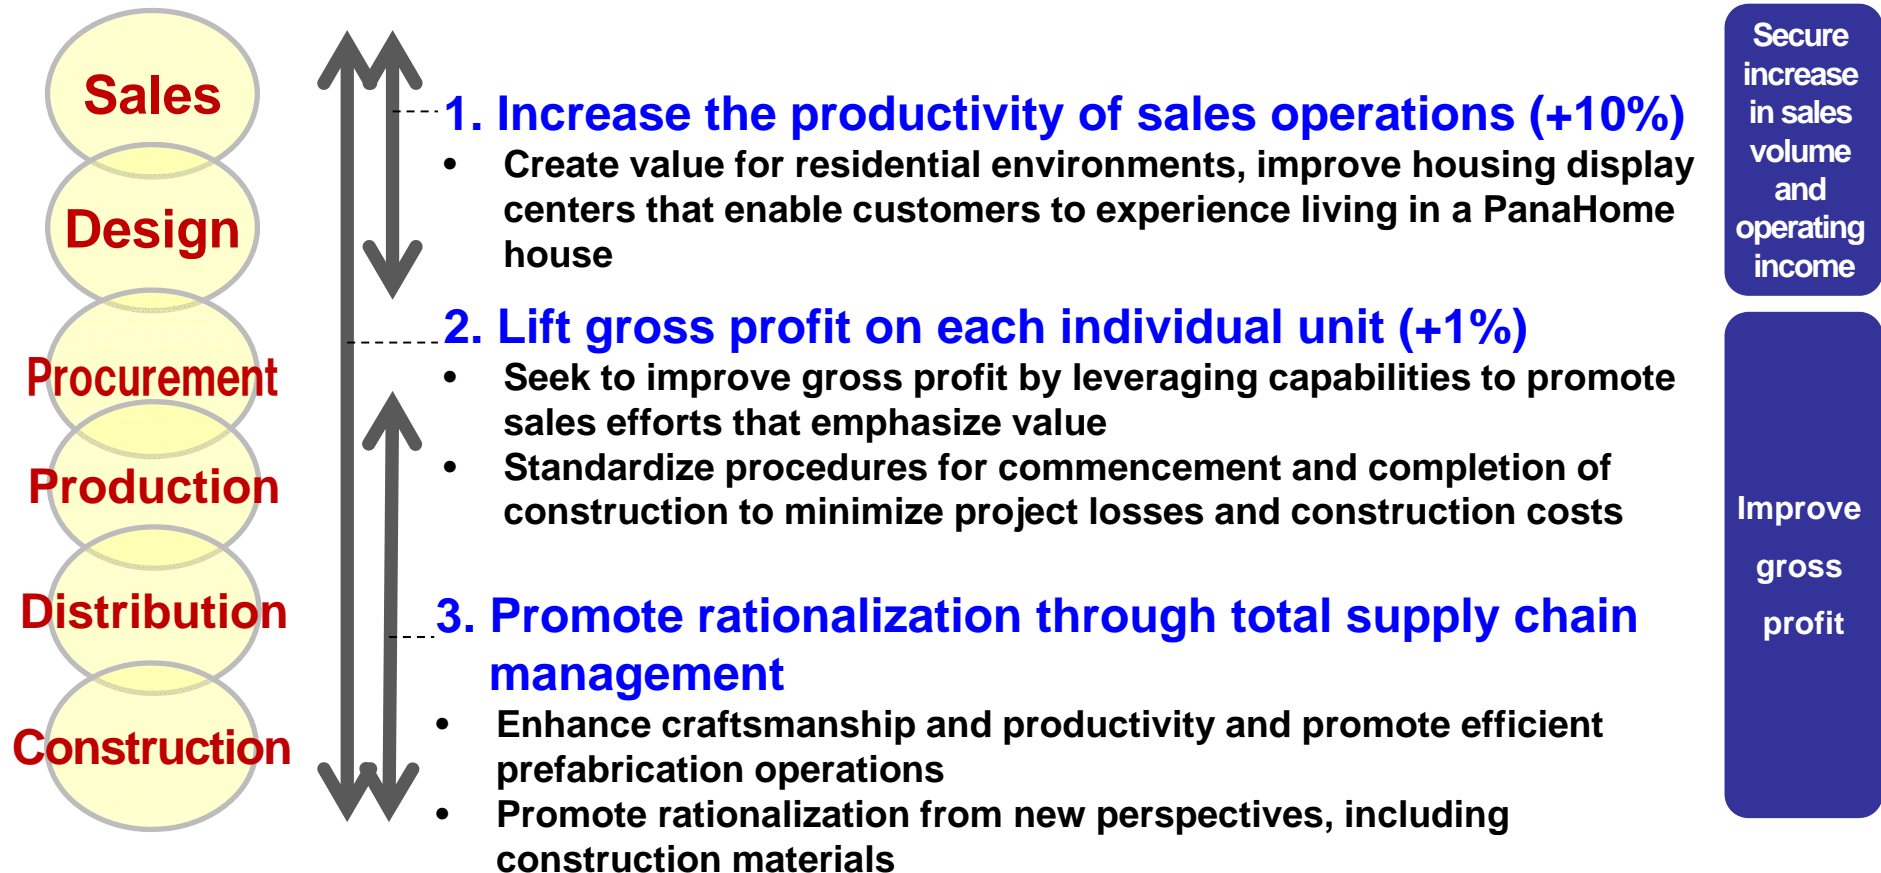 Sales
Design
Procurement
Production
Distribution
Construction
1. Increase the productivity of sales operations (+10%)
• Create value for residential environments, improve housing display
centers that enable customers to experience living in a PanaHome
house
2. Lift gross profit on each individual unit (+1%)
• Seek to improve gross profit by leveraging capabilities to promote
sales efforts that emphasize value
• Standardize procedures for commencement and completion of
construction to minimize project losses and construction costs
3. Promote rationalization through total supply chain
management
• Enhance craftsmanship and productivity and promote efficient
prefabrication operations
• Promote rationalization from new perspectives, including
construction materials
Secure
increase
in sales
volume
and
operating
income
Improve
gross
profit